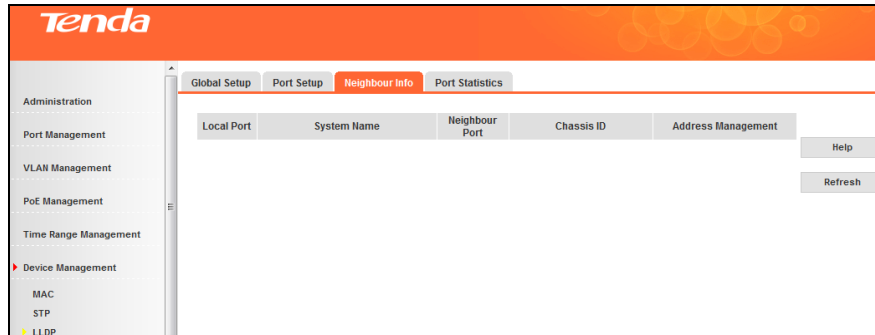 Tenda
Global Setup Port Setup Neighbour Info Port Statistics
Administration
Port Management
VLAN Management
PoE Management
Time Range Management
Device Management
MAC
STP
LLDP
Local Port System Name Neighbour Port Chassis ID Address Management
Help
Refresh